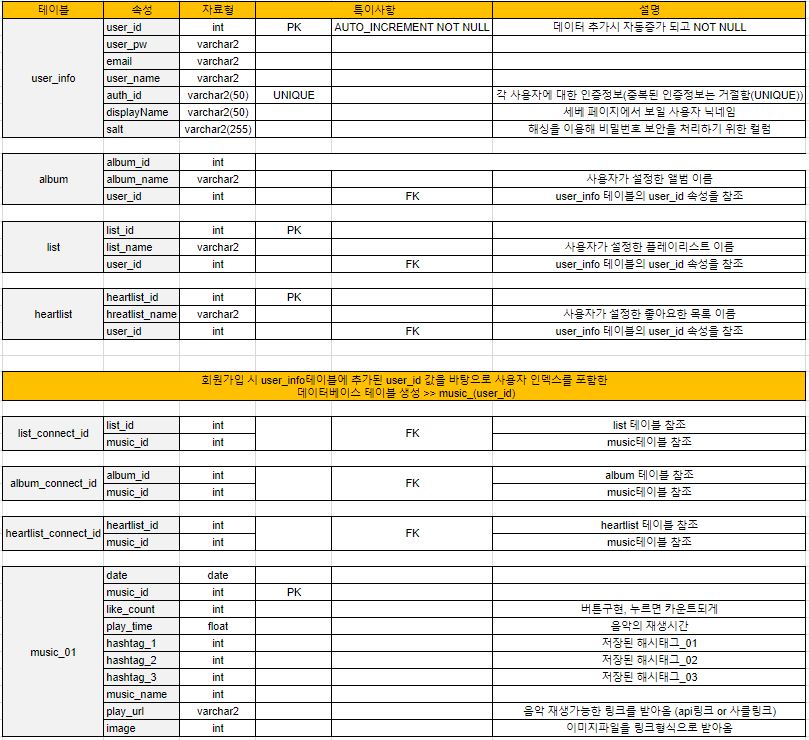 테이블 속성 자료형 특이사항 설명
user_info
user_id int PK AUTO_INCREMENT NOT NULL 데이터 추가시 자동증가 되고 NOT NULL
user_pw varchar2
email varchar2
user_name varchar2
auth_id varchar2(50) UNIQUE 각 사용자에 대한 인증정보(중복된 인증정보는 거절함(UNIQUE))
displayName varchar2(50) 세베 페이지에서 보일 사용자 닉네임
salt varchar2(255) 해싱을 이용해 비밀번호 보안을 처리하기 위한 컬럼
album
album_id int
album_name varchar2 사용자가 설정한 앨범 이름
user_id int FK user_info 테이블의 user_id 속성을 참조
list
list_id int PK
list_name varchar2 사용자가 설정한 플레이리스트 이름
user_id int FK user_info 테이블의 user_id 속성을 참조
heartlist
heartlist_id int PK
hreatlist_name varchar2 사용자가 설정한 좋아요한 목록 이름
user_id int FK user_info 테이블의 user_id 속성을 참조
회원가입 시 user_info테이블에 추가된 user_id 값을 바탕으로 사용자 인덱스를 포함한
데이터베이스 테이블 생성 >> music_(user_id)
list_connect_id
list_id int FK list 테이블 참조
music_id int music테이블 참조
album_connect_id
album_id int FK album 테이블 참조
music_id int music테이블 참조
heartlist_connect_id
heartlist_id int FK heartlist 테이블 참조
music_id int music테이블 참조
music_01
date date
music_id int PK
like_count int 버튼구현, 누르면 카운트되게
play_time float 음악의 재생시간
hashtag_1 int 저장된 해시태그_01
hashtag_2 int 저장된 해시태그_02
hashtag_3 int 저장된 해시태그_03
music_name int
play_url varchar2 음악 재생가능한 링크를 받아옴 (api링크 or 사클링크)
image int 이미지파일을 링크형식으로 받아옴